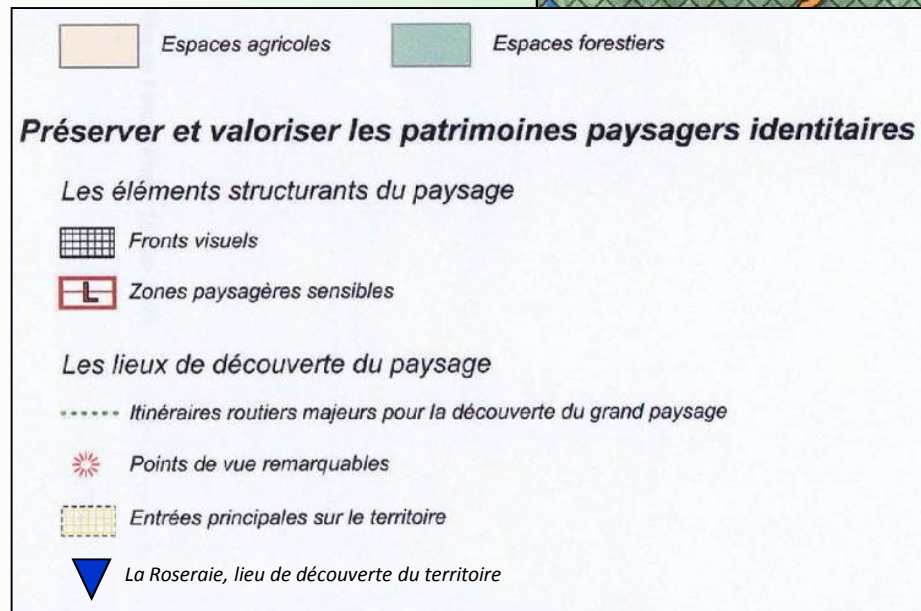 Espaces agricoles Espaces forestiers
Préserver et valoriser les patrimoines paysagers identitaires
Les éléments structurants du paysage
Fronts visuels
L Zones paysagères sensibles
Les lieux de découverte du paysage
Itinéraires routiers majeurs pour la découverte du grand paysage
Points de vue remarquables
Entrées principales sur le territoire
La Roseraie, lieu de découverte du territoire